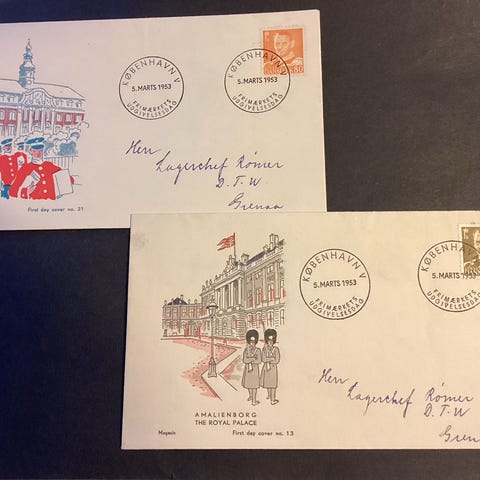 KØBENHAVN V
5.MARTS 1953
FRIMÆRKETS
UDGIVELSESDAG
KØBENHAVN V
5.MARTS 1953
FRIMÆRKETS
UDGIVELSESDAG
Herr
Lagerchef Römer
D. T. W.
Grenaa
First day cover no. 21
KØBENHAVN V
5.MARTS 1953
FRIMÆRKETS
UDGIVELSESDAG
KØBENHAVN V
5.MARTS 1953
FRIMÆRKETS
UDGIVELSESDAG
Herr
Lagerchef Römer
D. T. W
Gren
AMALIENBORG
THE ROYAL PALACE
Magasin First day cover no. 13